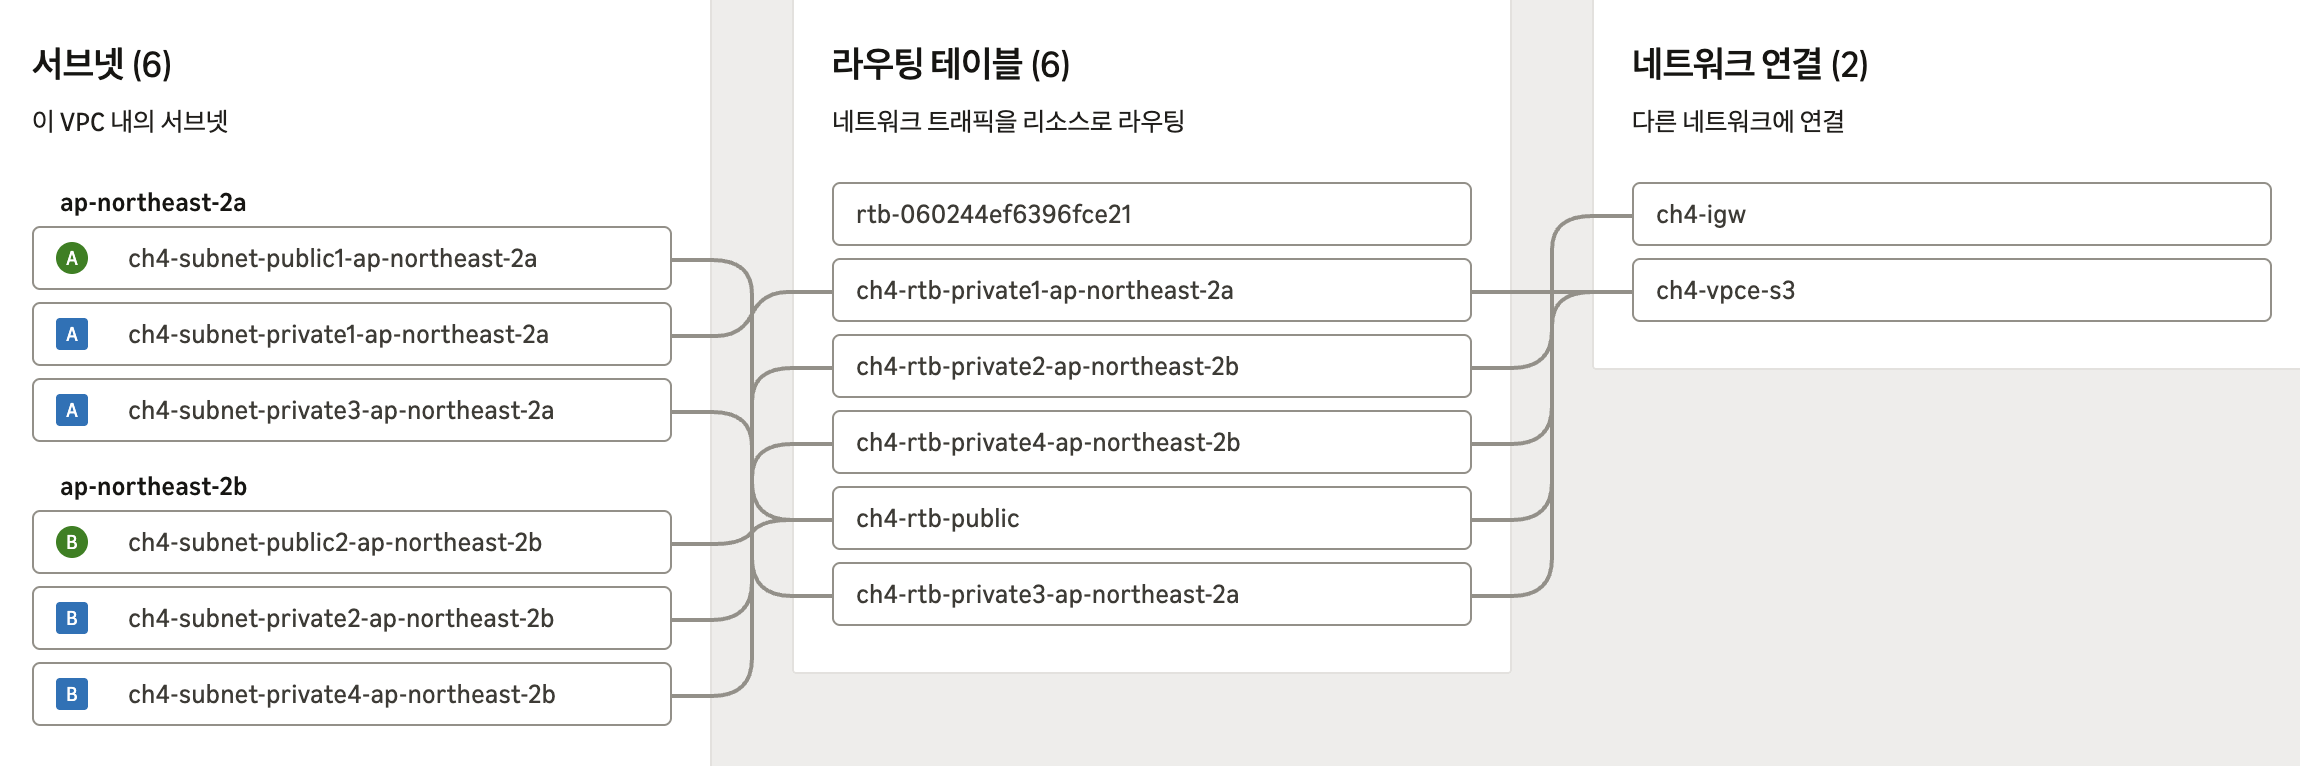 서브넷 (6)
이 VPC 내의 서브넷
ap-northeast-2a
A ch4-subnet-public1-ap-northeast-2a
A ch4-subnet-private1-ap-northeast-2a
A ch4-subnet-private3-ap-northeast-2a
ap-northeast-2b
B ch4-subnet-public2-ap-northeast-2b
B ch4-subnet-private2-ap-northeast-2b
B ch4-subnet-private4-ap-northeast-2b
라우팅 테이블 (6)
네트워크 트래픽을 리소스로 라우팅
rtb-060244ef6396fce21
ch4-rtb-private1-ap-northeast-2a
ch4-rtb-private2-ap-northeast-2b
ch4-rtb-private4-ap-northeast-2b
ch4-rtb-public
ch4-rtb-private3-ap-northeast-2a
네트워크 연결 (2)
다른 네트워크에 연결
ch4-igw
ch4-vpce-s3